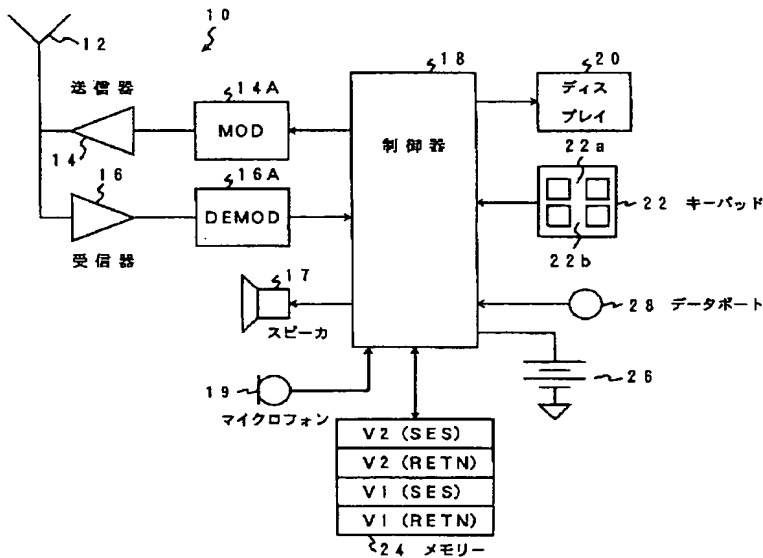 10
12
送信器
14A
MOD
14
16
16A
DEMOD
受信器
17
スピーカ
19
マイクロフォン
18
制御器
20
ディス
プレイ
22a
22 キーパッド
22b
28 データポート
26
V2(SES)
V2(RETN)
V1(SES)
V1(RETN)
24 メモリー